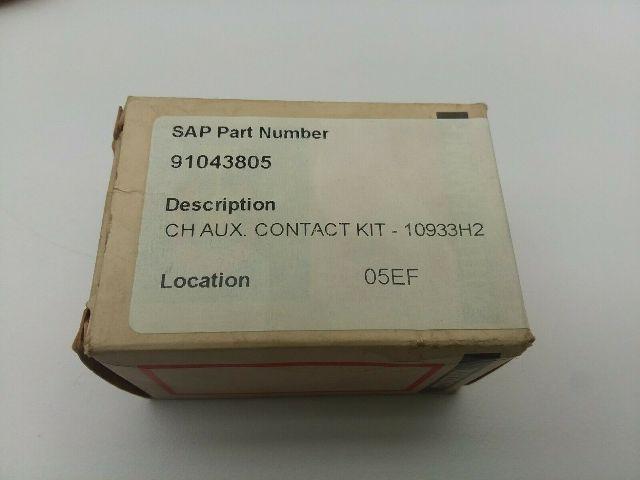 SAP Part Number
91043805
Description
CH AUX. CONTACT KIT - 10933H2
Location 05EF